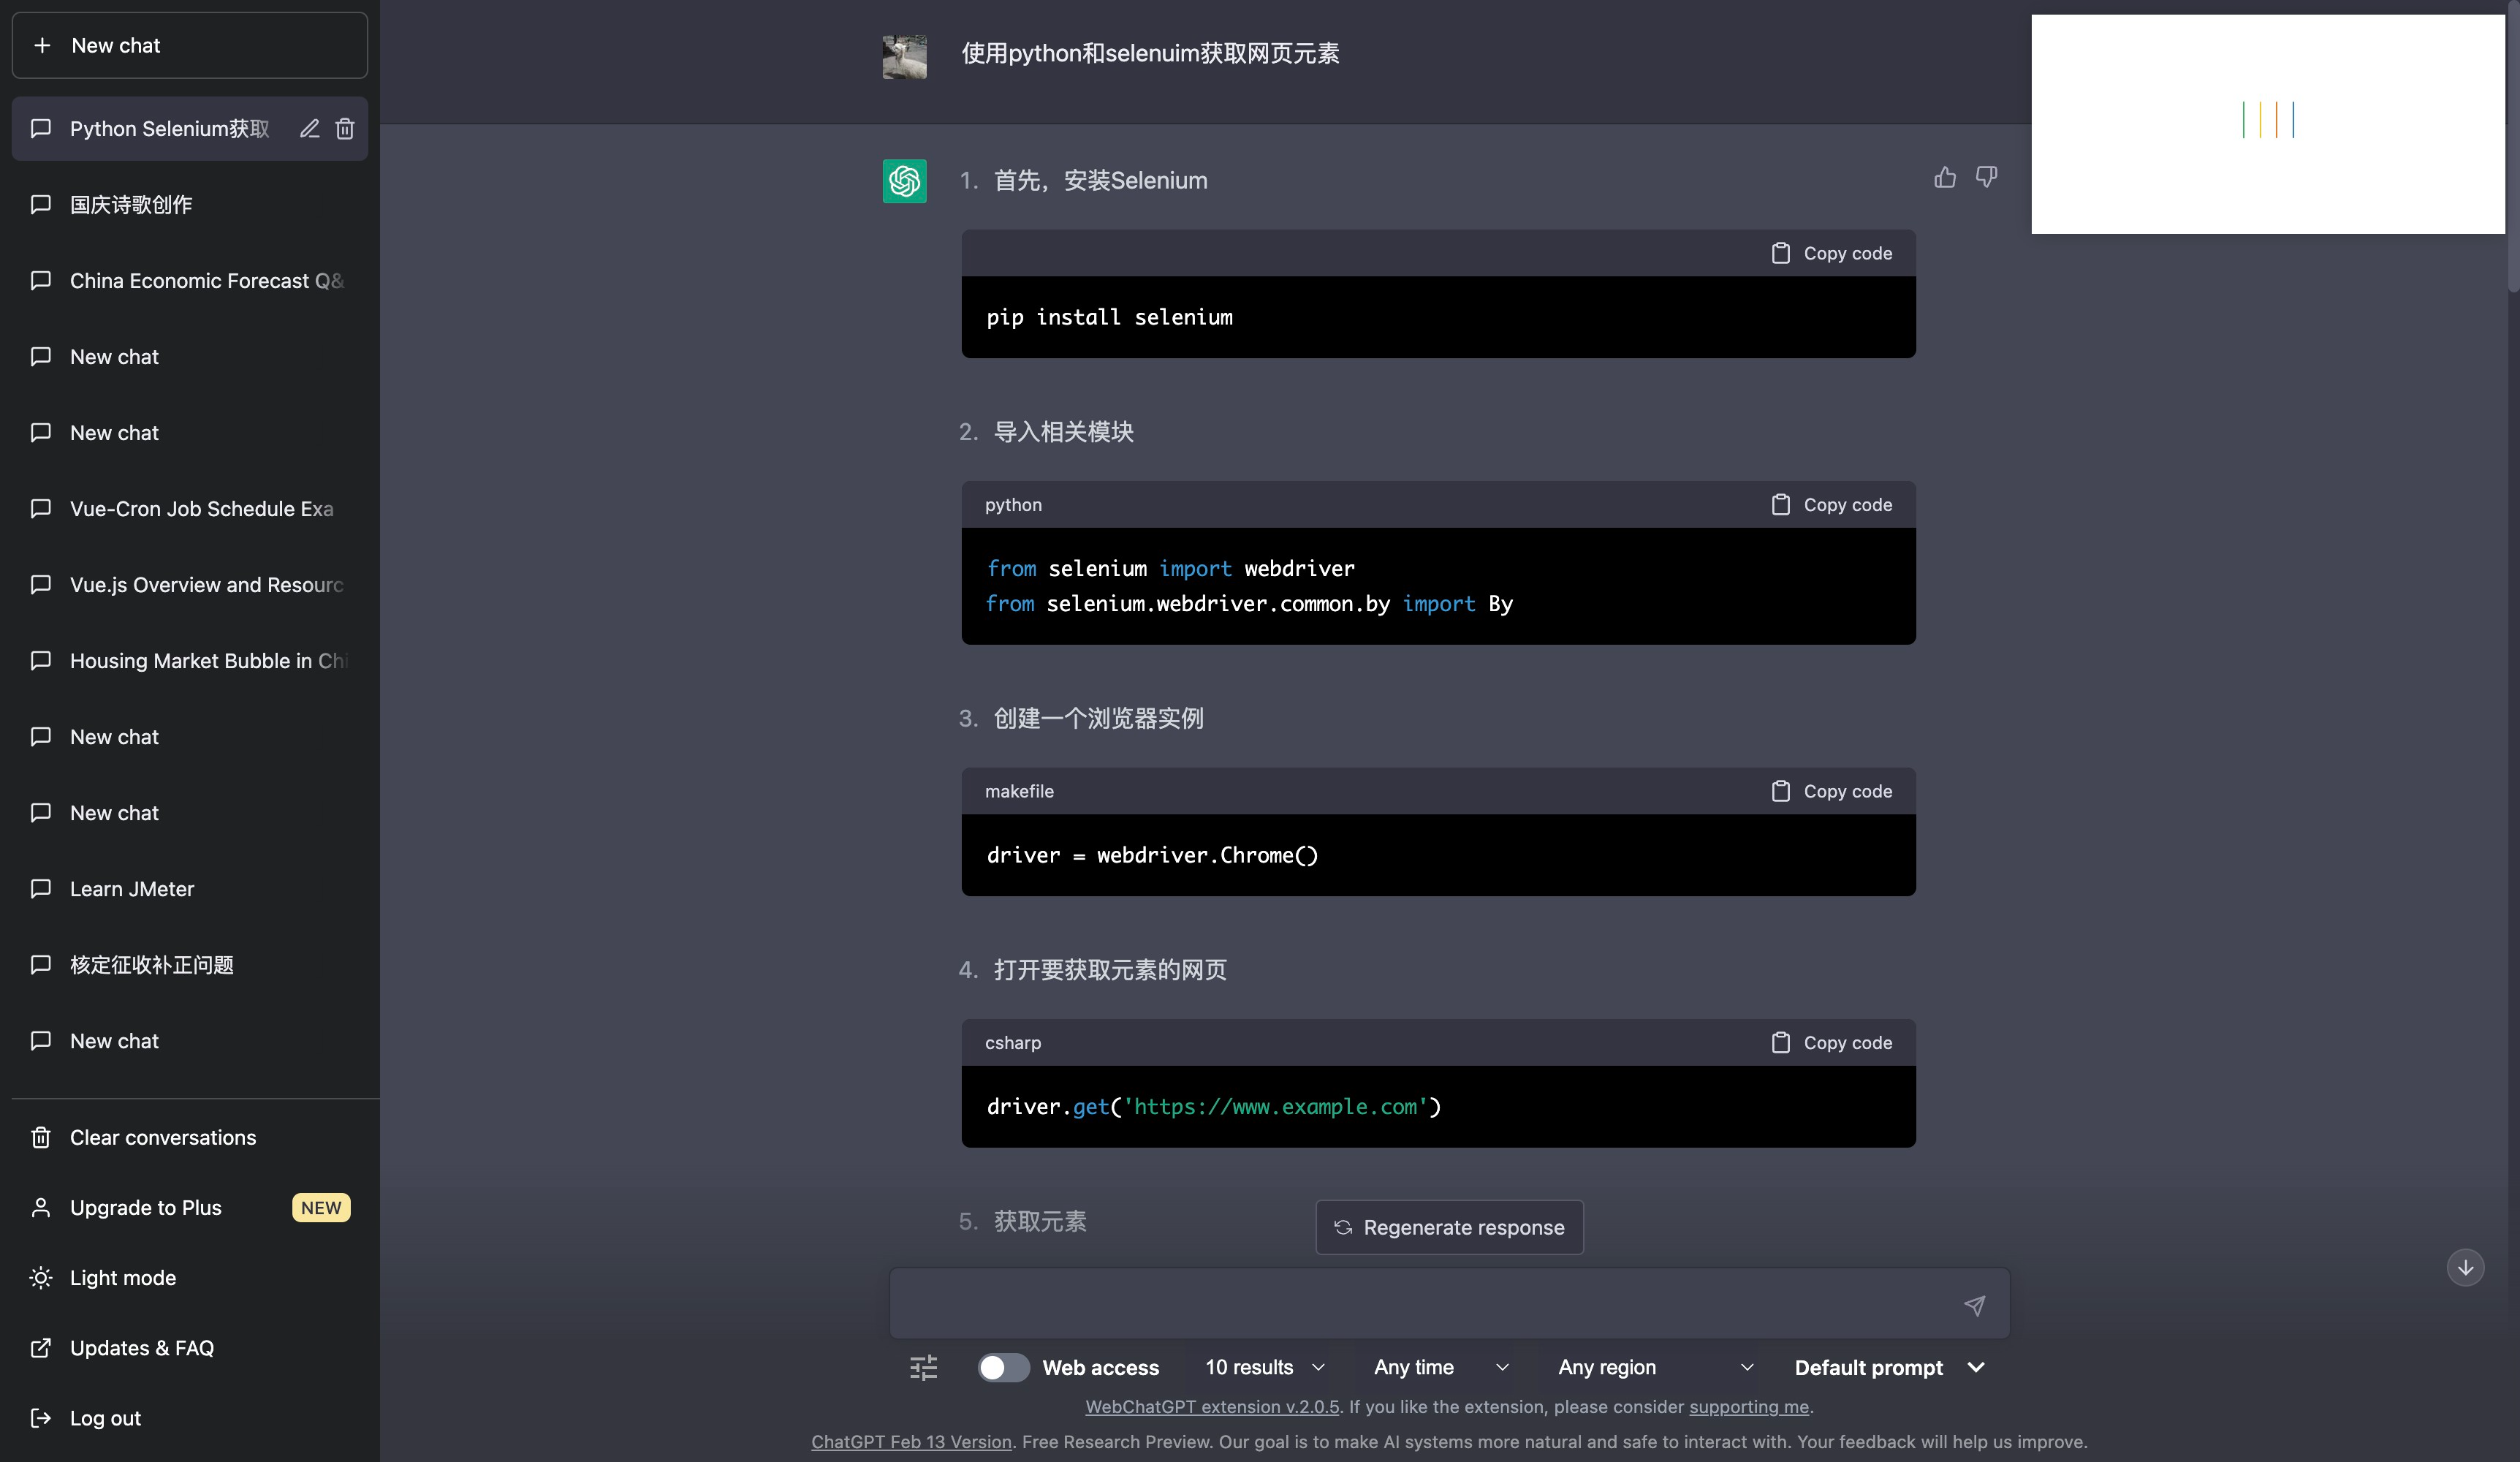 New chat
Python Selenium获取
国庆诗歌创作
China Economic Forecast Q&
New chat
New chat
Vue-Cron Job Schedule Exa
Vue.js Overview and Resourc
Housing Market Bubble in Chi
New chat
New chat
Learn JMeter
核定征收补正问题
New chat
Clear conversations
Upgrade to Plus NEW
Light mode
Updates & FAQ
Log out
使用python和selenuim获取网页元素
1. 首先，安装Selenium
Copy code
pip install selenium
2. 导入相关模块
python Copy code
from selenium import webdriver
from selenium.webdriver.common.by import By
3. 创建一个浏览器实例
makefile Copy code
driver = webdriver.Chrome()
4. 打开要获取元素的网页
csharp Copy code
driver.get('https://www.example.com')
5. 获取元素
Regenerate response
Web access 10 results Any time Any region Default prompt
WebChatGPT extension v.2.0.5. If you like the extension, please consider supporting me.
ChatGPT Feb 13 Version. Free Research Preview. Our goal is to make AI systems more natural and safe to interact with. Your feedback will help us improve.